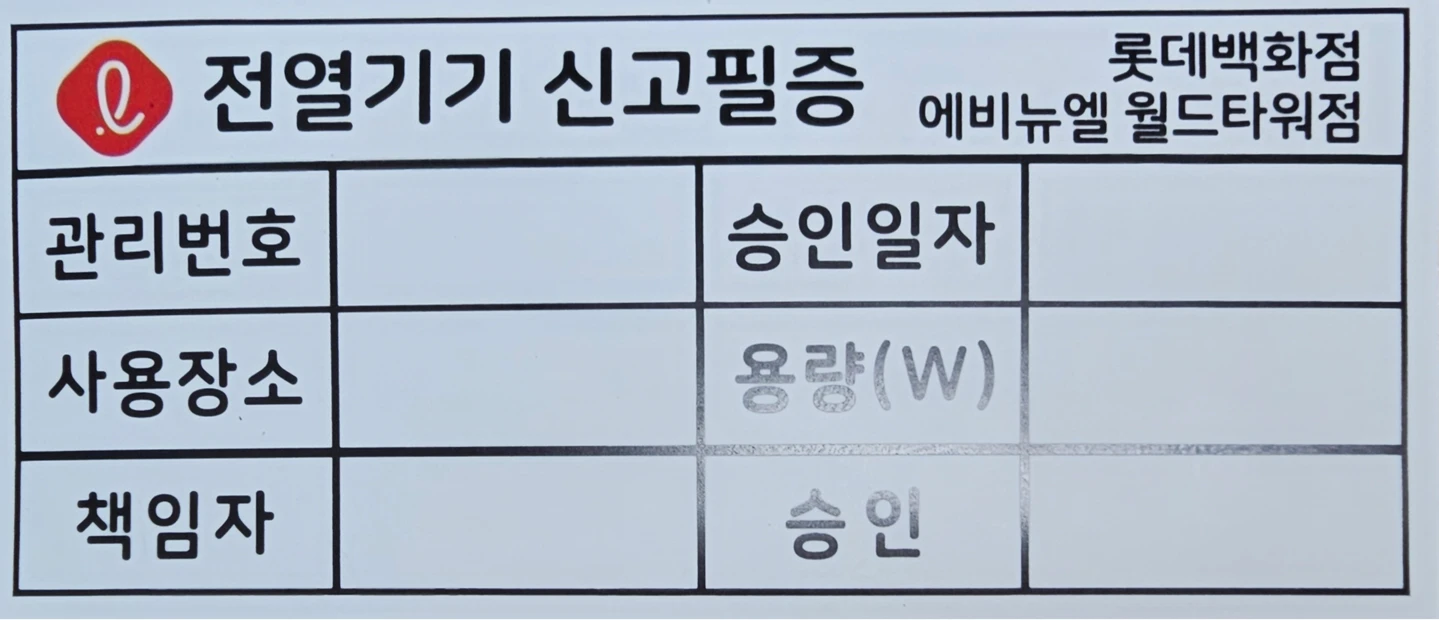 전열기기 신고필증
롯데백화점
에비뉴엘 월드타워점
관리번호 승인일자
사용장소 용량(W)
책임자 승인